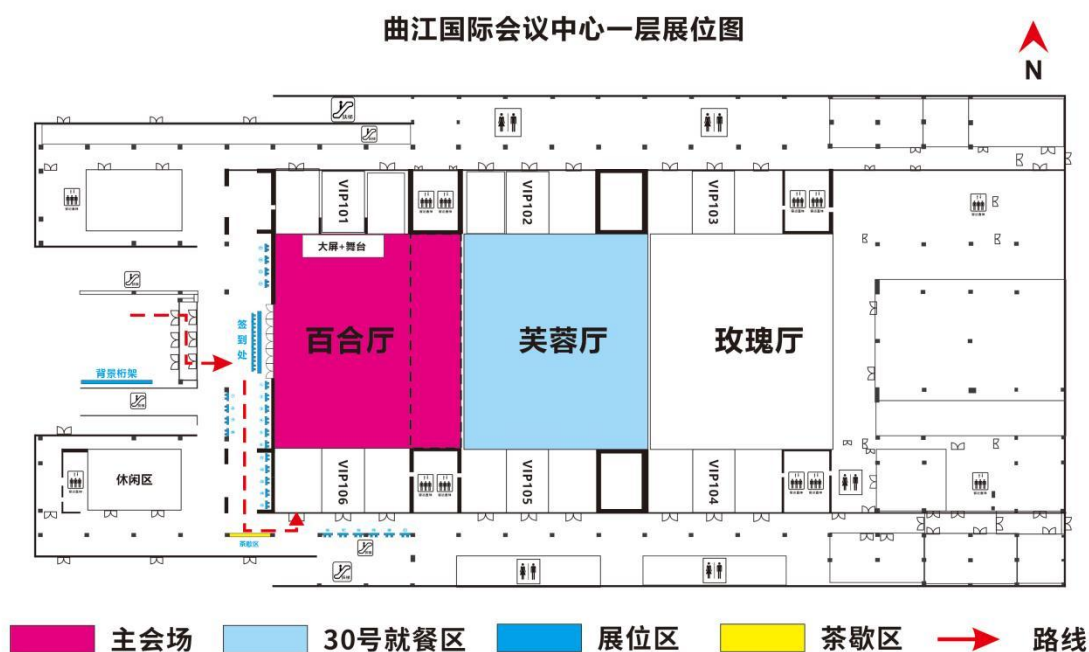 曲江国际会议中心一层展位图
N
VIP101
VIP102
VIP103
大屏+舞台
签到处
百合厅
芙蓉厅
玫瑰厅
背景桁架
休闲区
VIP106
VIP105
VIP104
茶歇区
主会场
30号就餐区
展位区
茶歇区
路线